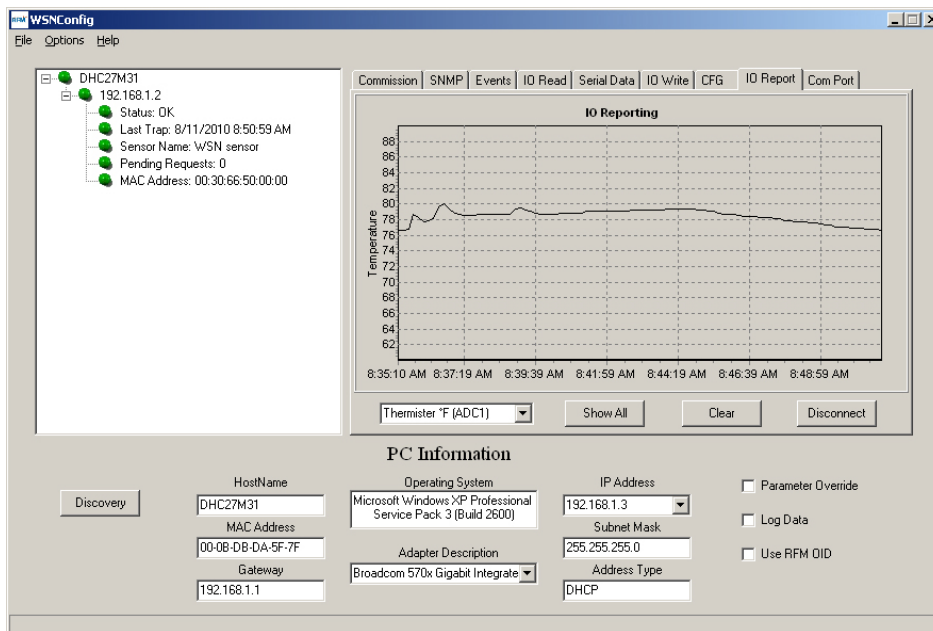 RFM WSNConfig
File Options Help
DHC27M31
192.168.1.2
Status: OK
Last Trap: 8/11/2010 8:50:59 AM
Sensor Name: WSN sensor
Pending Requests: 0
MAC Address: 00:30:66:50:00:00
Commission SNMP Events IO Read Serial Data IO Write CFG IO Report Com Port
IO Reporting
Temperature
88
86
84
82
80
78
76
74
72
70
68
66
64
62
8:35:10 AM 8:37:19 AM 8:39:39 AM 8:41:59 AM 8:44:19 AM 8:46:39 AM 8:48:59 AM
Thermister °F (ADC1) Show All Clear Disconnect
PC Information
Discovery
HostName
DHC27M31
MAC Address
00-0B-DB-DA-5F-7F
Gateway
192.168.1.1
Operating System
Microsoft Windows XP Professional
Service Pack 3 (Build 2600)
Adapter Description
Broadcom 570x Gigabit Integrate
IP Address
192.168.1.3
Subnet Mask
255.255.255.0
Address Type
DHCP
Parameter Override
Log Data
Use RFM OID